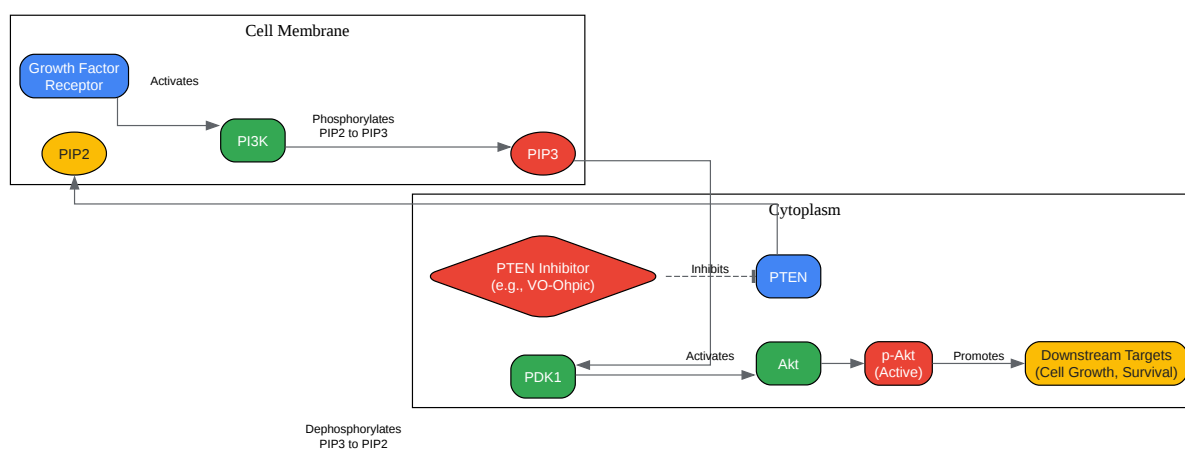 Cell Membrane
Growth Factor
Receptor
Activates
PI3K
Phosphorylates
PIP2 to PIP3
PIP2
PIP3
Cytoplasm
PTEN Inhibitor
(e.g., VO-Ohpic)
Inhibits
PTEN
PDK1
Activates
Akt
p-Akt
(Active)
Promotes
Downstream Targets
(Cell Growth, Survival)
Dephosphorylates
PIP3 to PIP2